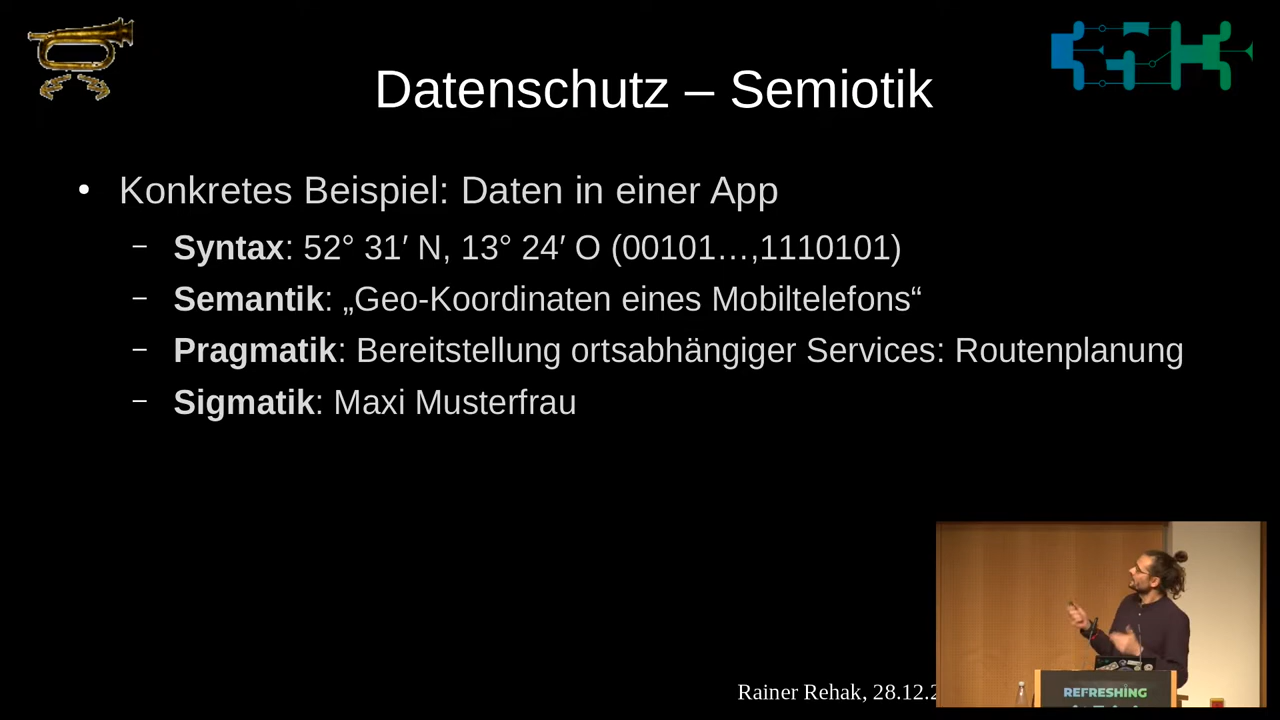 Datenschutz – Semiotik
• Konkretes Beispiel: Daten in einer App
– Syntax: 52° 31′ N, 13° 24′ O (00101…,1110101)
– Semantik: „Geo-Koordinaten eines Mobiltelefons“
– Pragmatik: Bereitstellung ortsabhängiger Services: Routenplanung
– Sigmatik: Maxi Musterfrau
Rainer Rehak, 28.12.2
REFRESHING